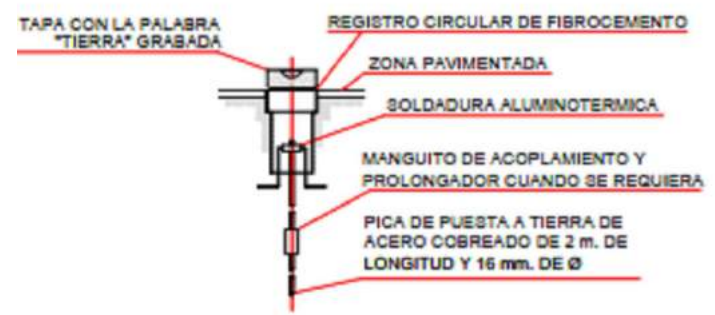 TAPA CON LA PALABRA
"TIERRA" GRABADA
REGISTRO CIRCULAR DE FIBROCEMENTO
ZONA PAVIMENTADA
SOLDADURA ALUMINOTERMICA
MANGUITO DE ACOPLAMIENTO Y
PROLONGADOR CUANDO SE REQUIERA
PICA DE PUESTA A TIERRA DE
ACERO COBREADO DE 2 m. DE
LONGITUD Y 16 mm. DE Ø